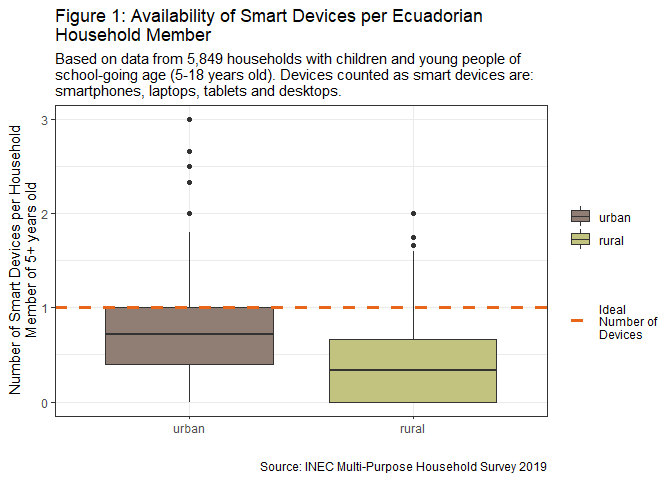 Figure 1: Availability of Smart Devices per Ecuadorian
Household Member
Based on data from 5,849 households with children and young people of
school-going age (5-18 years old). Devices counted as smart devices are:
smartphones, laptops, tablets and desktops.
Number of Smart Devices per Household
Member of 5+ years old
3
2
1
0
urban
rural
urban
rural
Ideal
Number of
Devices
Source: INEC Multi-Purpose Household Survey 2019